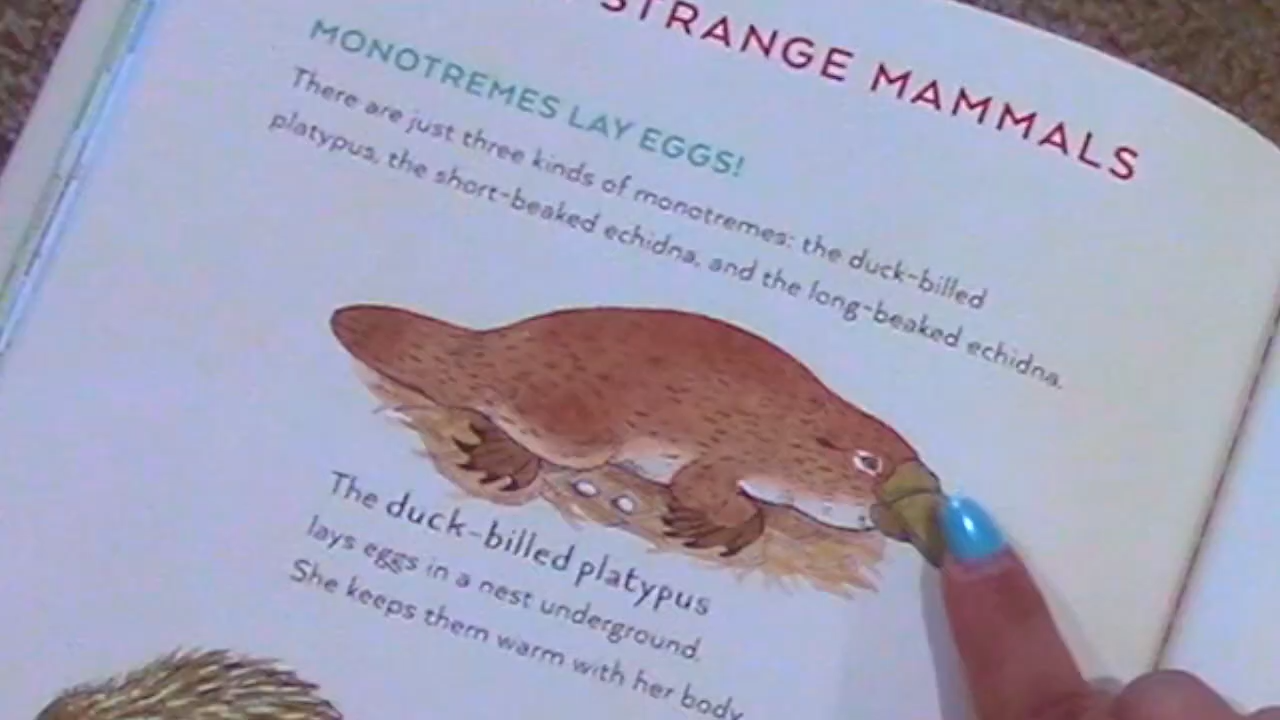 STRANGE MAMMALS
MONOTREMES LAY EGGS!
There are just three kinds of monotremes: the duck-billed
platypus, the short-beaked echidna, and the long-beaked echidna.
The duck-billed platypus
lays eggs in a nest underground.
She keeps them warm with her body